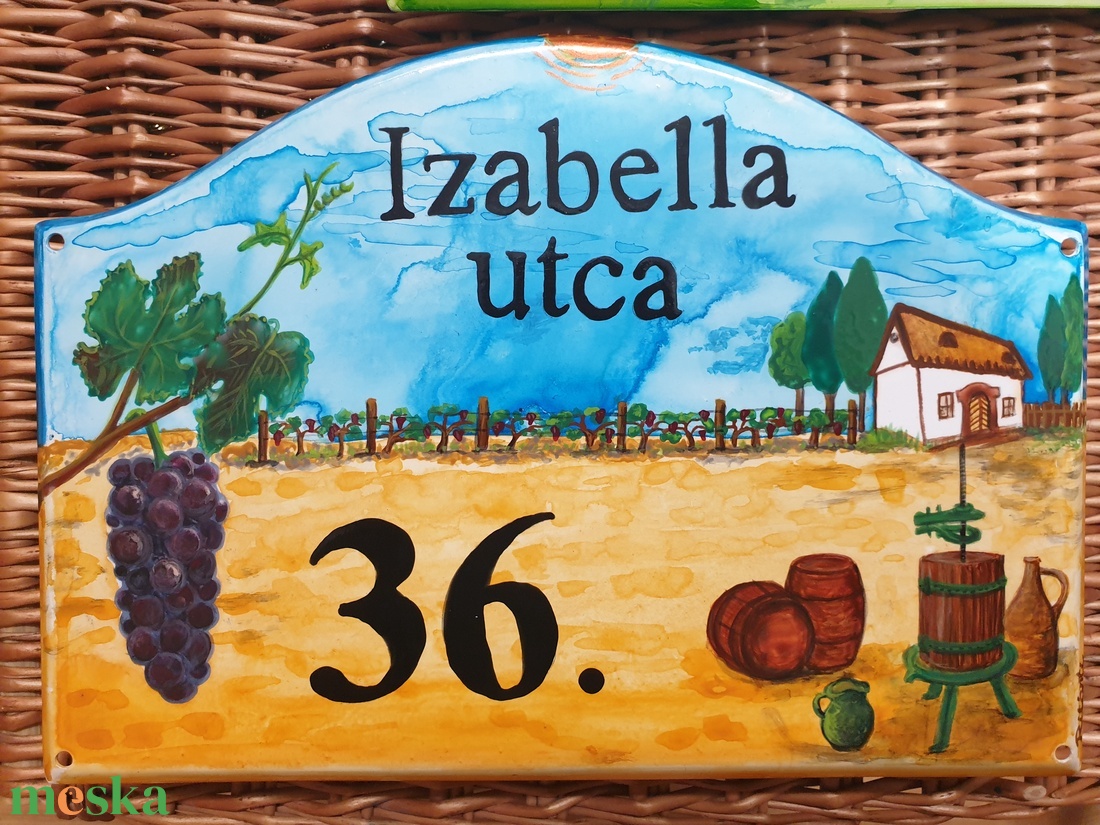 Izabella
utca
36.
meska